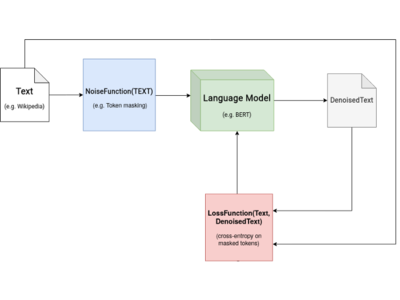 Text
(e.g. Wikipedia)
NoiseFunction(TEXT)
(e.g. Token masking)
Language Model
(e.g. BERT)
DenoisedText
LossFunction(Text,
DenoisedText)
(cross-entropy on
masked tokens)